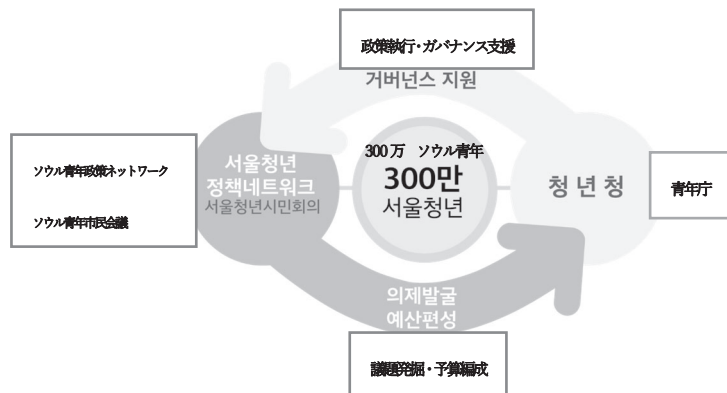 政策執行・ガバナンス支援
거버넌스 지원
ソウル青年政策ネットワーク
ソウル青年市民会議
서울청년
정책네트워크
서울청년시민회의
300万 ソウル青年
300만
서울청년
청년청
青年庁
의제발굴
예산편성
議題発掘・予算編成